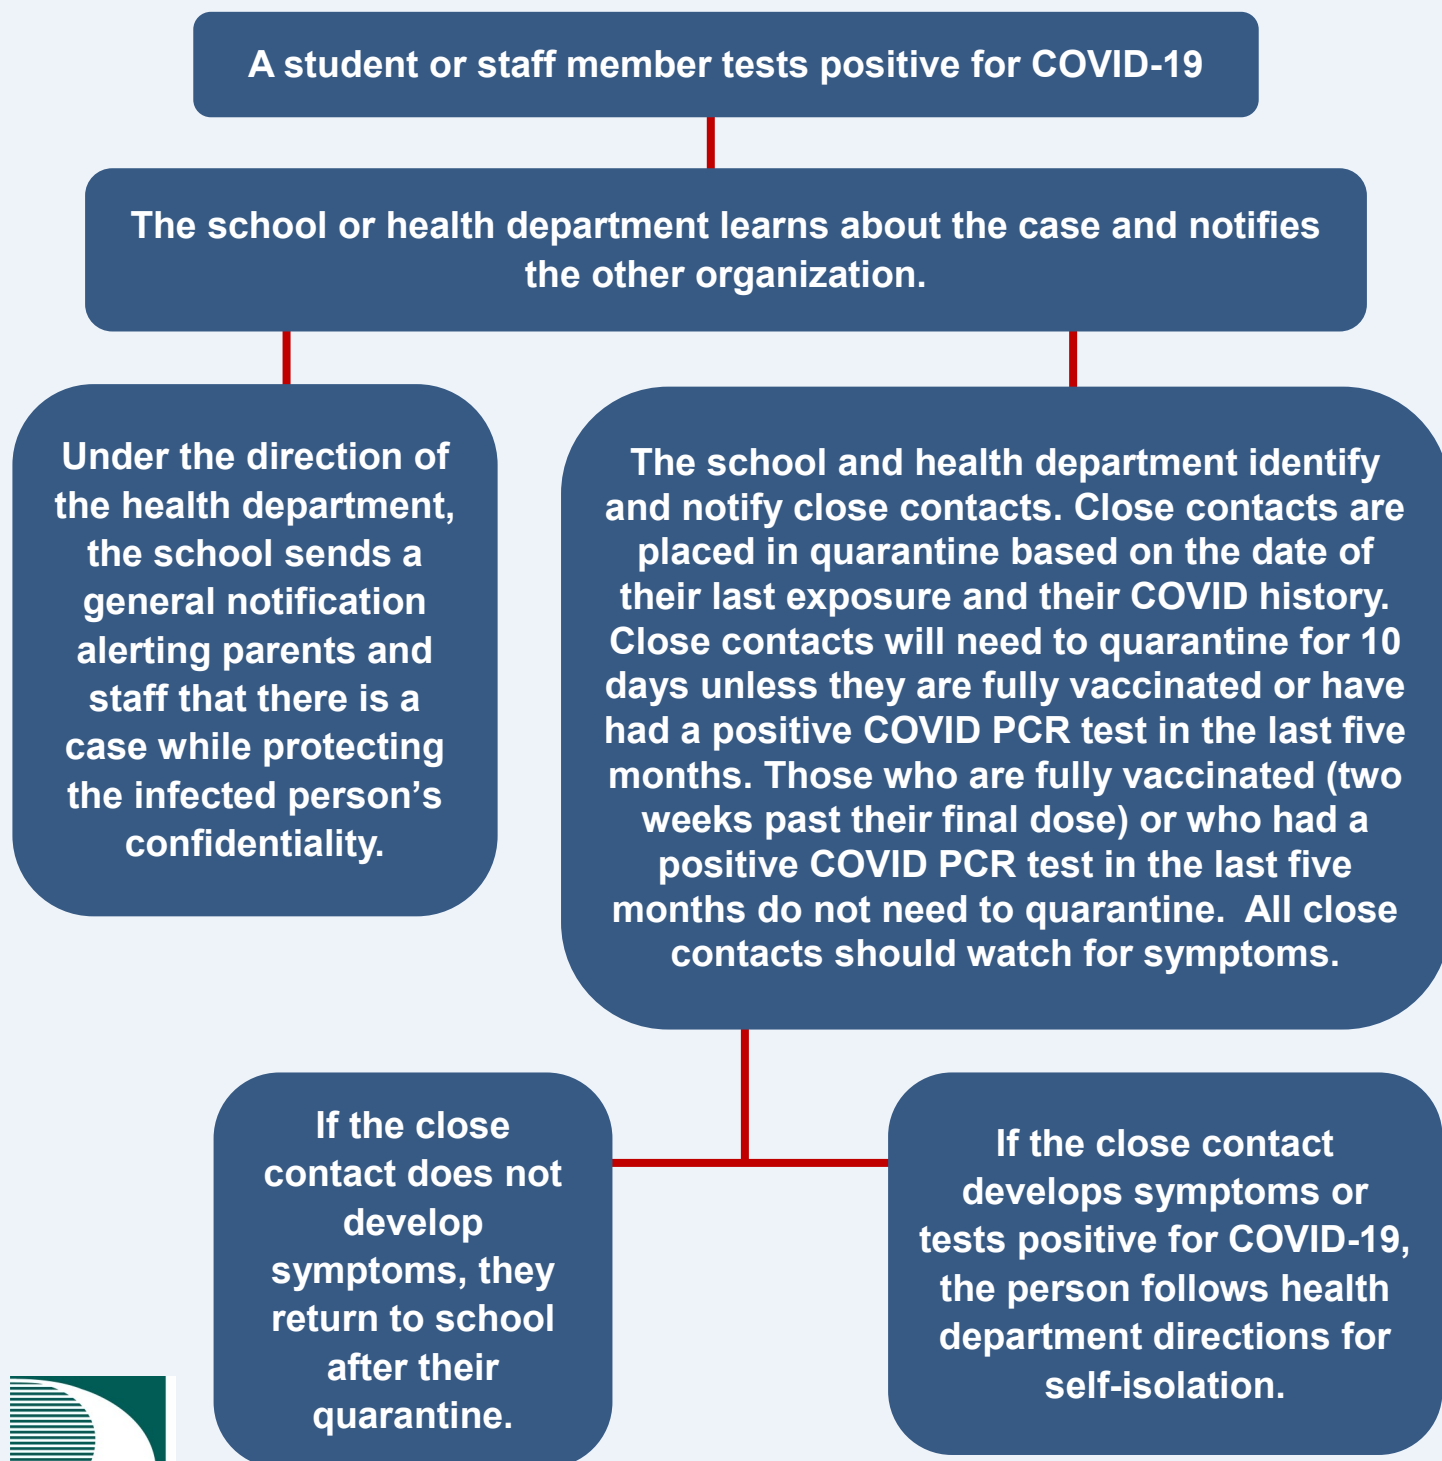 A student or staff member tests positive for COVID-19
The school or health department learns about the case and notifies
the other organization.
Under the direction of
the health department,
the school sends a
general notification
alerting parents and
staff that there is a
case while protecting
the infected person’s
confidentiality.
The school and health department identify
and notify close contacts. Close contacts are
placed in quarantine based on the date of
their last exposure and their COVID history.
Close contacts will need to quarantine for 10
days unless they are fully vaccinated or have
had a positive COVID PCR test in the last five
months. Those who are fully vaccinated (two
weeks past their final dose) or who had a
positive COVID PCR test in the last five
months do not need to quarantine.  All close
contacts should watch for symptoms.
If the close
contact does not
develop
symptoms, they
return to school
after their
quarantine.
If the close contact
develops symptoms or
tests positive for COVID-19,
the person follows health
department directions for
self-isolation.